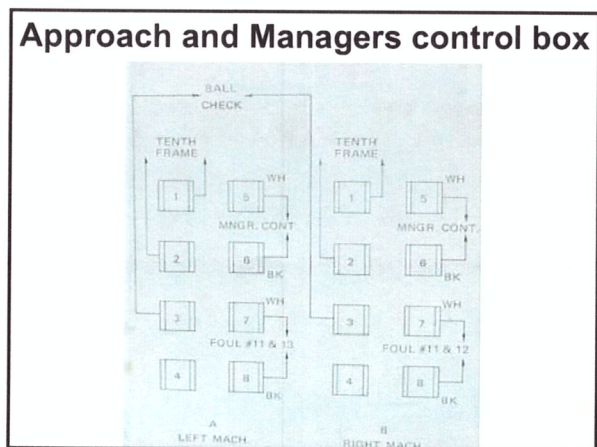 Approach and Managers control box
BALL
CHECK
TENTH
FRAME
TENTH
FRAME
WH
WH
1
5
1
5
MNGR. CONT.
MNGR. CONT.
2
6
2
6
BK
BK
WH
WH
3
7
3
7
FOUL #11 & 13
FOUL #11 & 12
4
8
4
8
BK
BK
A
B
LEFT MACH.
RIGHT MACH.